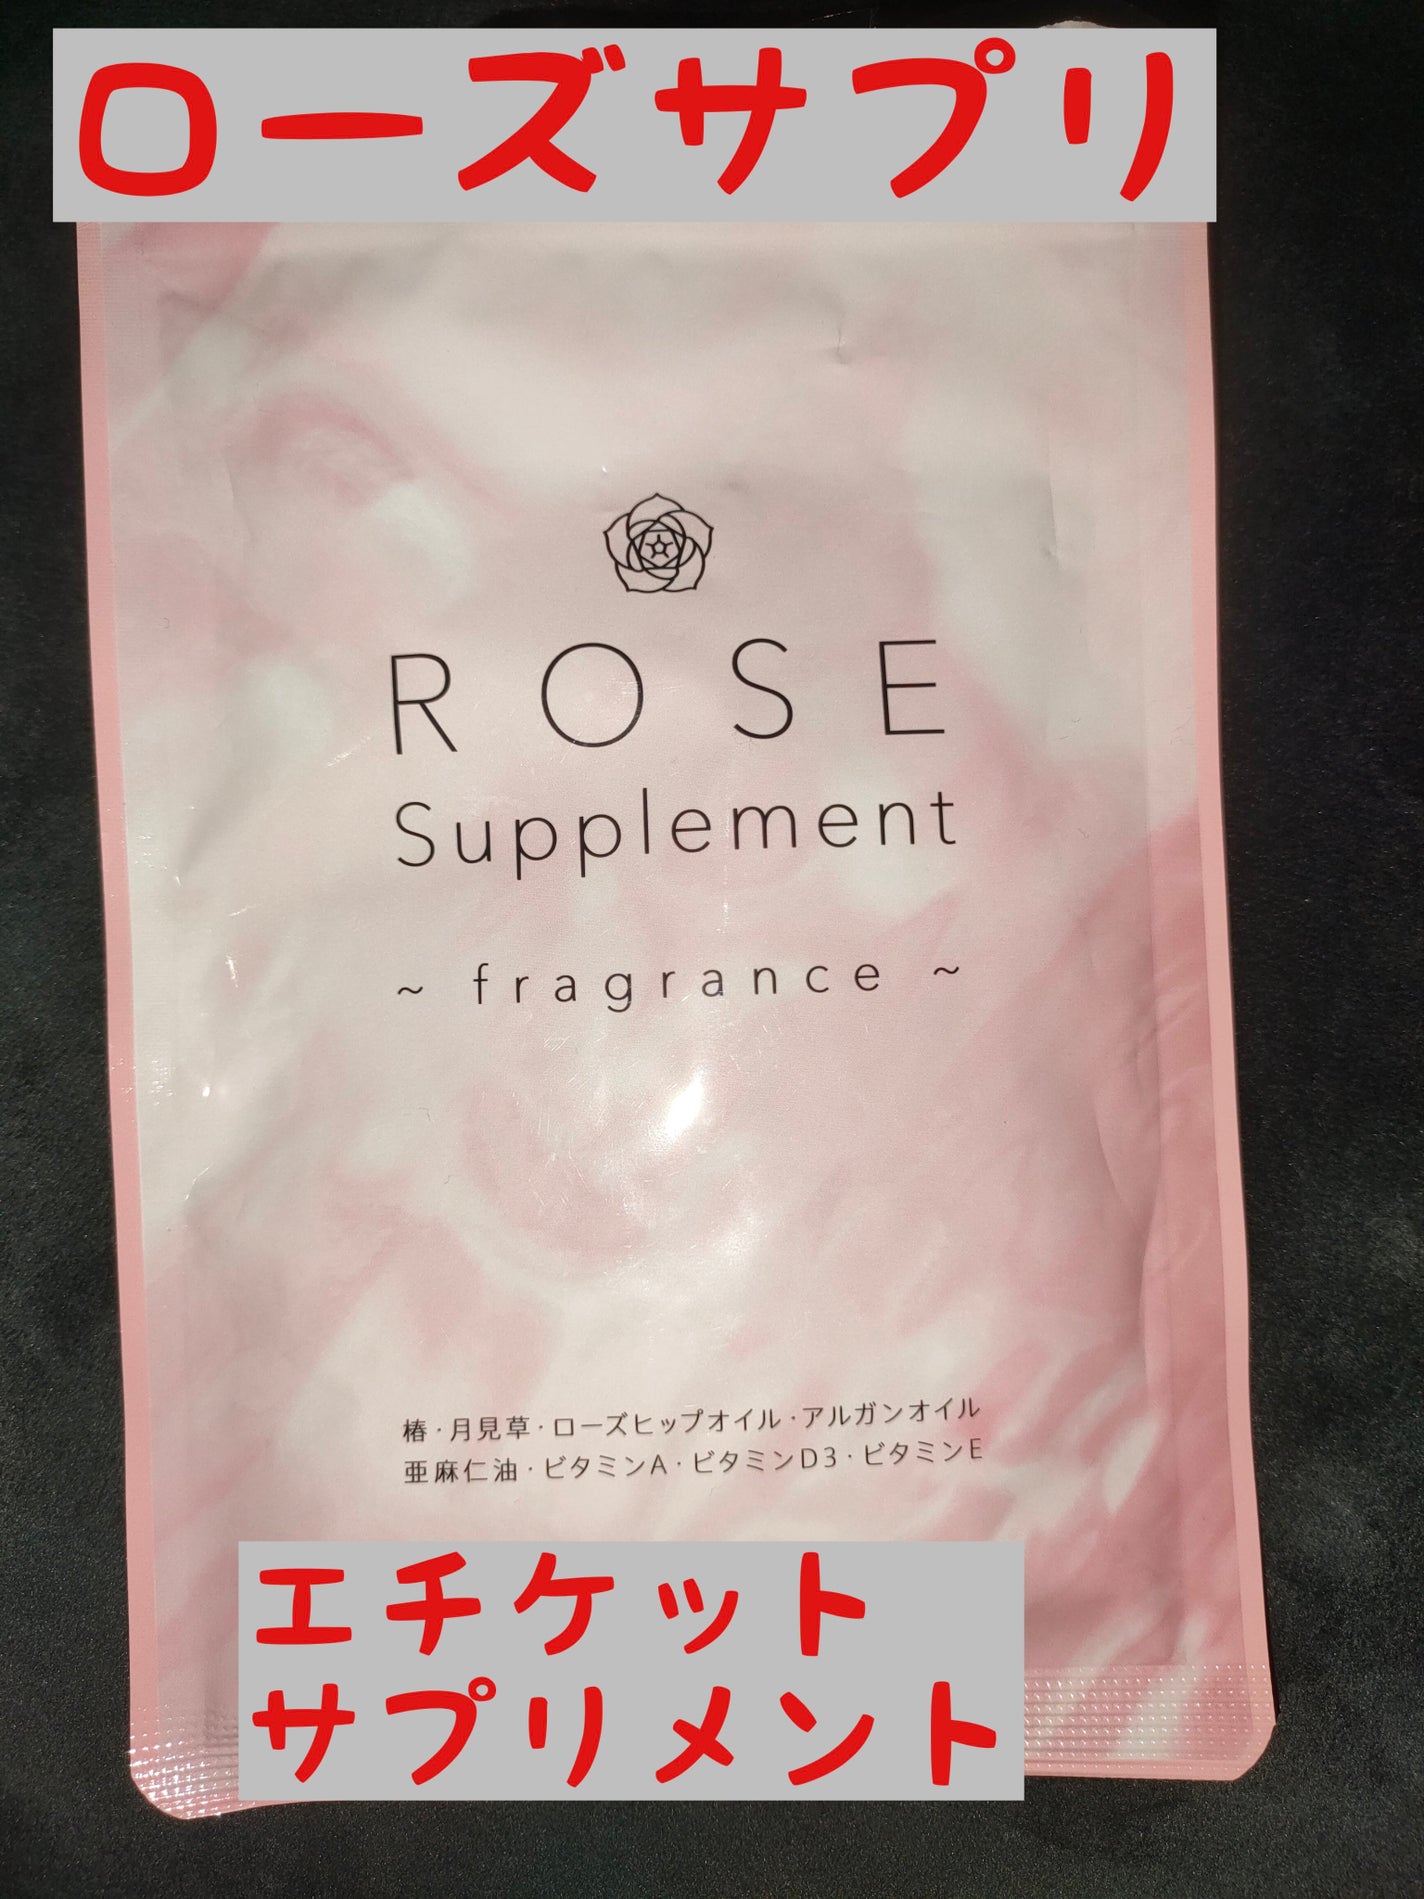 ローズサプリ
ROSE
Supplement
~ fragrance ~
椿・月見草・ローズヒップオイル・アルガンオイル
亜麻仁油・ビタミンA・ビタミンD3・ビタミンE
エチケット
サプリメント